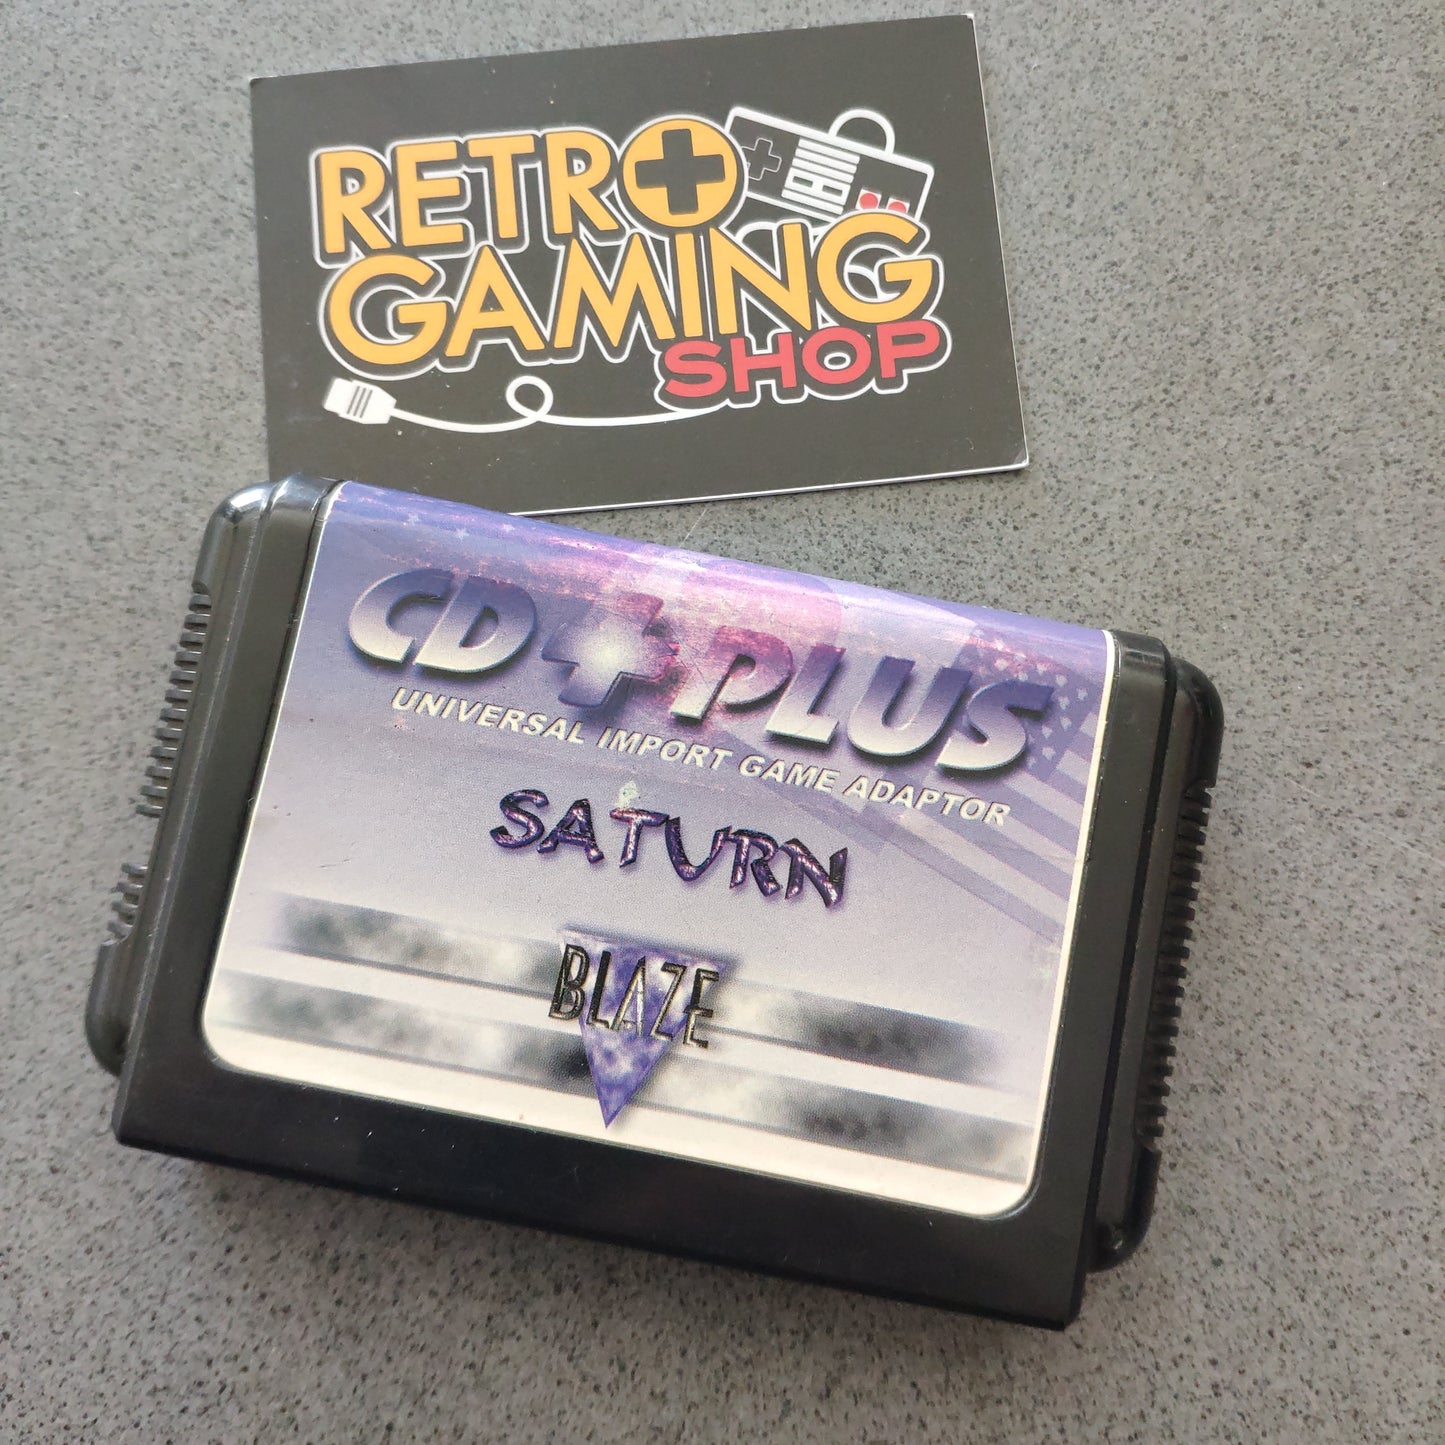 RETRO
GAMING
SHOP
CD+PLUS
UNIVERSAL IMPORT GAME ADAPTOR
SATURN
BLAZE